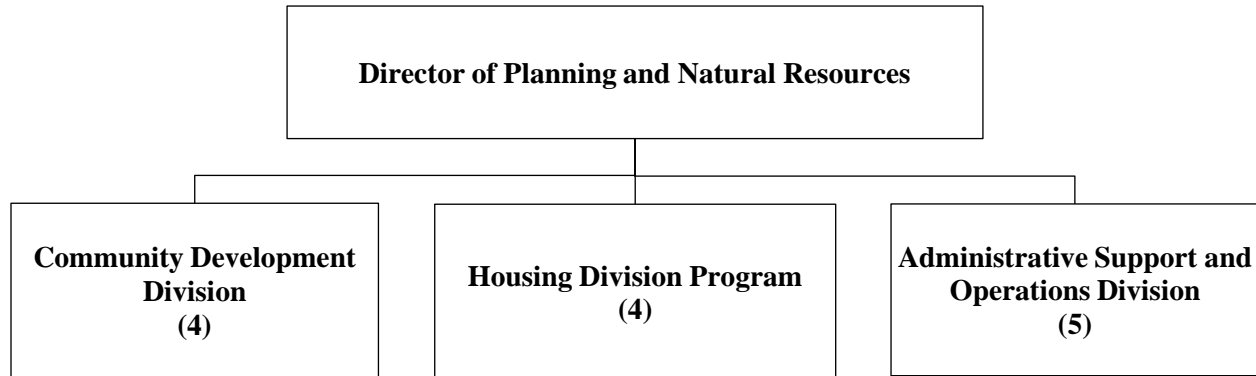 Director of Planning and Natural Resources
Community Development
Division
(4)
Housing Division Program
(4)
Administrative Support and
Operations Division
(5)